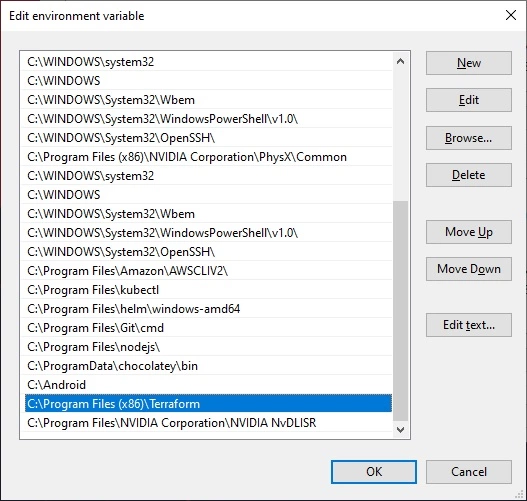 Edit environment variable
C:\WINDOWS\system32
C:\WINDOWS
C:\WINDOWS\System32\Wbem
C:\WINDOWS\System32\WindowsPowerShell\v1.0\
C:\WINDOWS\System32\OpenSSH\
C:\Program Files (x86)\NVIDIA Corporation\PhysX\Common
C:\WINDOWS\system32
C:\WINDOWS
C:\WINDOWS\System32\Wbem
C:\WINDOWS\System32\WindowsPowerShell\v1.0\
C:\WINDOWS\System32\OpenSSH\
C:\Program Files\Amazon\AWSCLIV2\
C:\Program Files\kubectl
C:\Program Files\helm\windows-amd64
C:\Program Files\Git\cmd
C:\Program Files\nodejs\
C:\ProgramData\chocolatey\bin
C:\Android
C:\Program Files (x86)\Terraform
C:\Program Files\NVIDIA Corporation\NVIDIA NvDLISR
New
Edit
Browse...
Delete
Move Up
Move Down
Edit text...
OK
Cancel